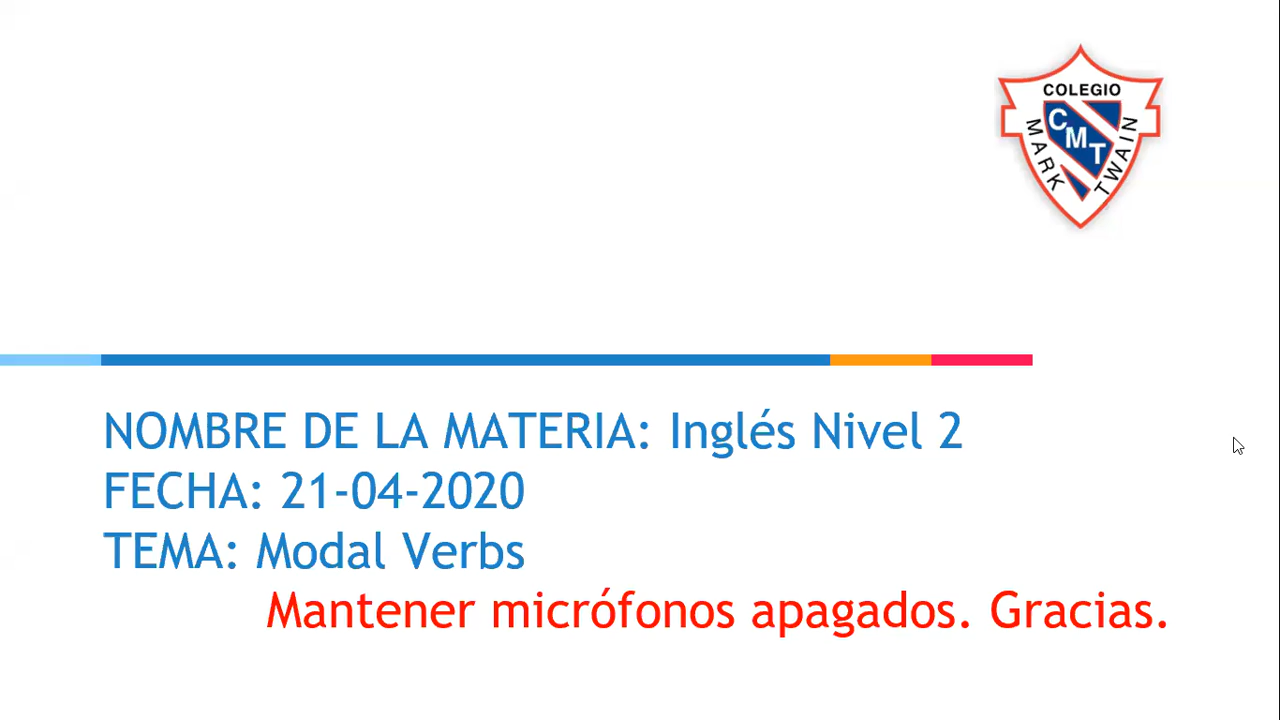 COLEGIO
MARK
CMT
TWAIN
NOMBRE DE LA MATERIA: Inglés Nivel 2
FECHA: 21-04-2020
TEMA: Modal Verbs
Mantener micrófonos apagados. Gracias.